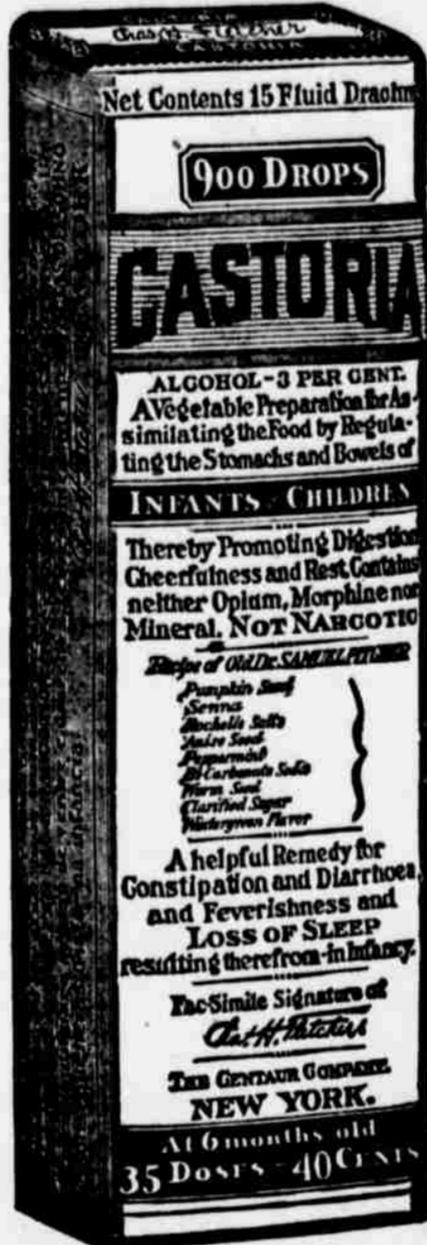 Chas. H. Fletcher
CASTORIA
Net Contents 15 Fluid Drachm
900 DROPS
CASTORIA
ALCOHOL-3 PER CENT.
A Vegetable Preparation for As-
similating the Food by Regula-
ting the Stomachs and Bowels of
INFANTS CHILDREN
Thereby Promoting Digestion
Cheerfulness and Rest. Contains
neither Opium, Morphine nor
Mineral. NOT NARCOTIC
Recipe of Old Dr. SAMUEL PITCHER
Pumpkin Seed
Senna
Rochelle Salts
Anise Seed
Peppermint
Bi-Carbonate Soda
Worm Seed
Clarified Sugar
Wintergreen Flavor
A helpful Remedy for
Constipation and Diarrhoea,
and Feverishness and
LOSS OF SLEEP
resulting therefrom-in Infancy.
Fac-Simile Signature of
Chas. H. Fletcher
THE CENTAUR COMPANY,
NEW YORK.
At 6 months old
35 DOSES - 40 CENTS